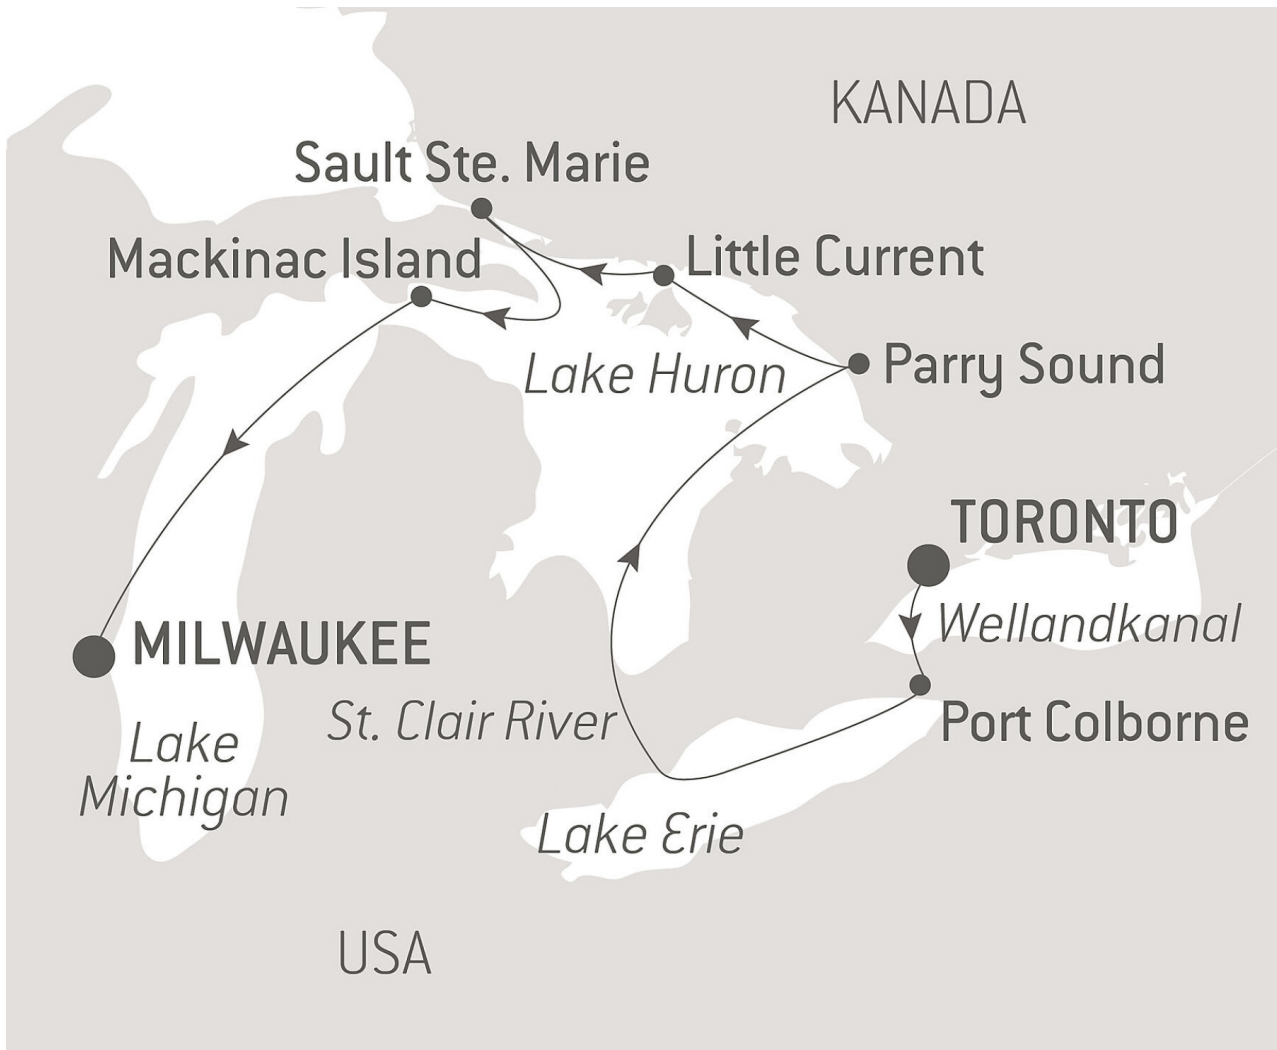 KANADA
Sault Ste. Marie
Mackinac Island
Little Current
Lake Huron
Parry Sound
TORONTO
Wellandkanal
MILWAUKEE
St. Clair River
Port Colborne
Lake
Michigan
Lake Erie
USA